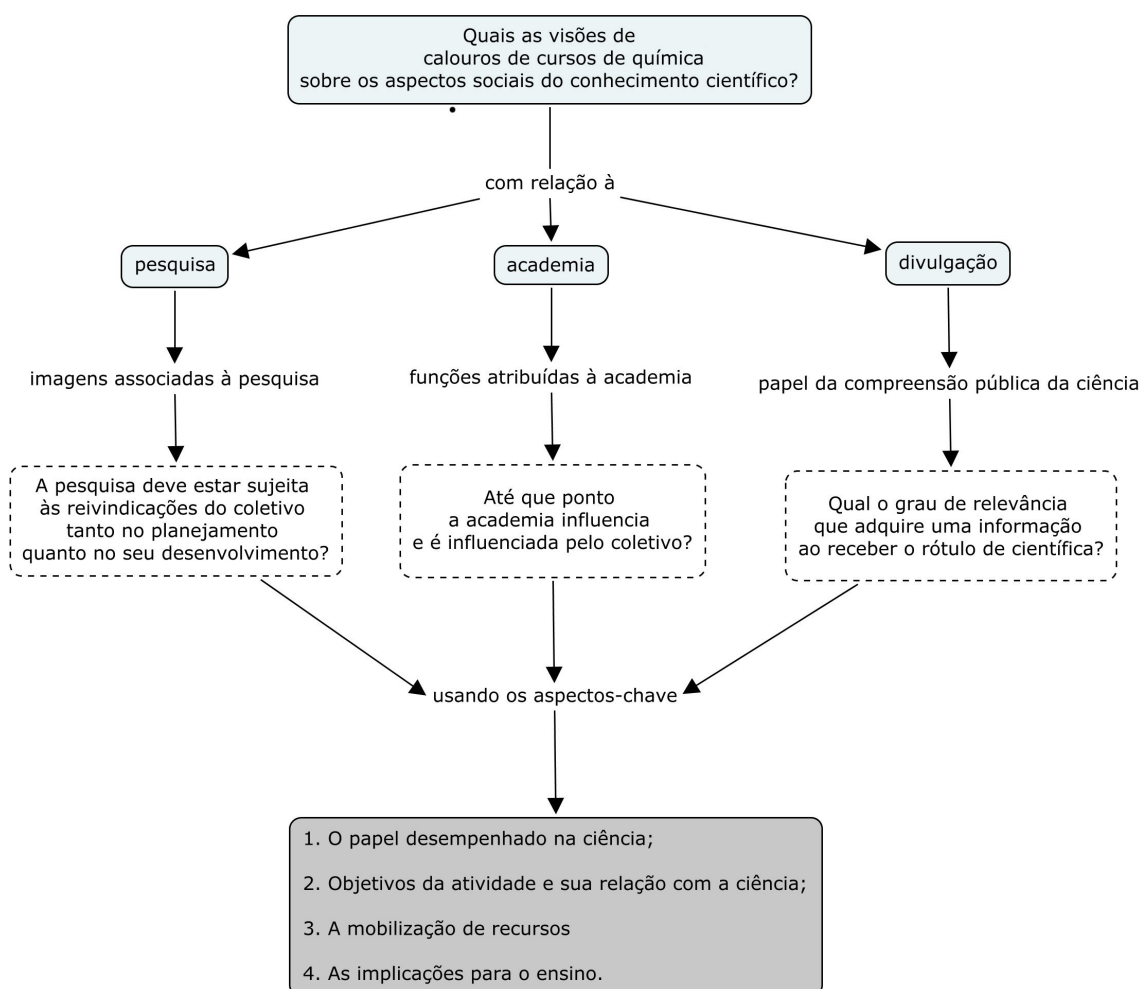 Quais as visões de
calouros de cursos de química
sobre os aspectos sociais do conhecimento científico?
com relação à
pesquisa
academia
divulgação
imagens associadas à pesquisa
funções atribuídas à academia
papel da compreensão pública da ciência
A pesquisa deve estar sujeita
às reivindicações do coletivo
tanto no planejamento
quanto no seu desenvolvimento?
Até que ponto
a academia influencia
e é influenciada pelo coletivo?
Qual o grau de relevância
que adquire uma informação
ao receber o rótulo de científica?
usando os aspectos-chave
1. O papel desempenhado na ciência;
2. Objetivos da atividade e sua relação com a ciência;
3. A mobilização de recursos
4. As implicações para o ensino.